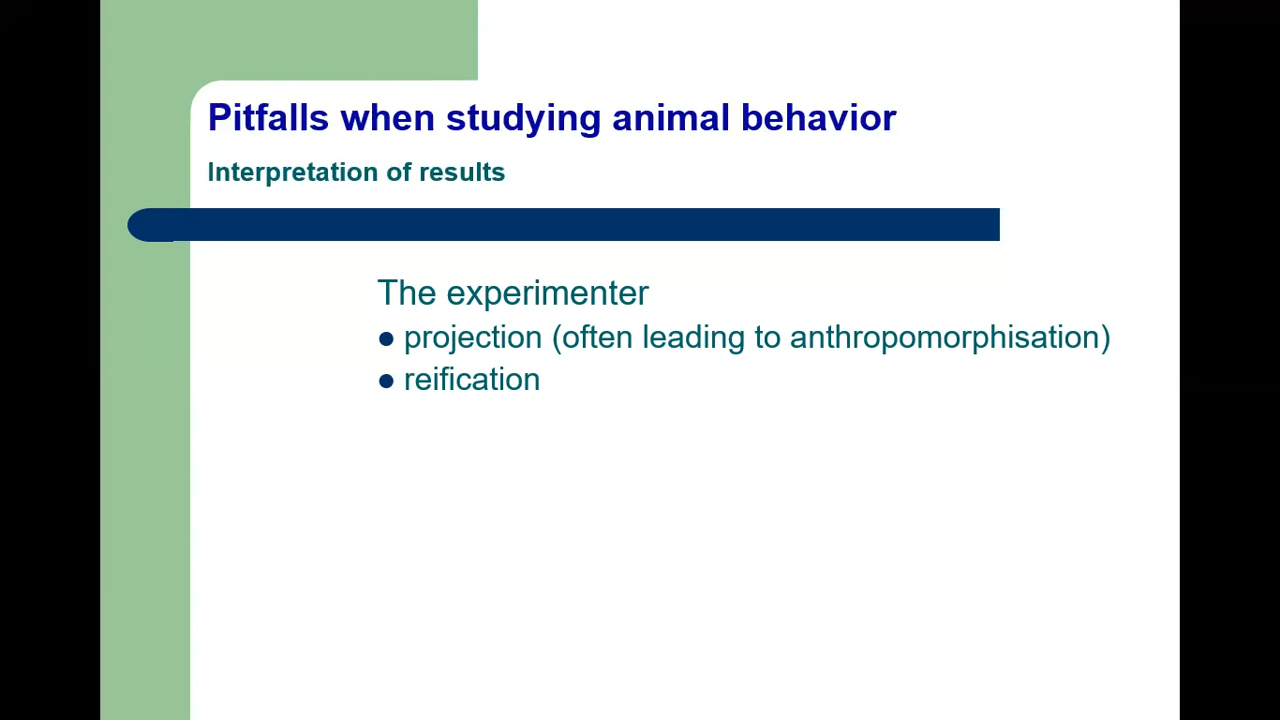 Pitfalls when studying animal behavior
Interpretation of results
The experimenter
● projection (often leading to anthropomorphisation)
● reification